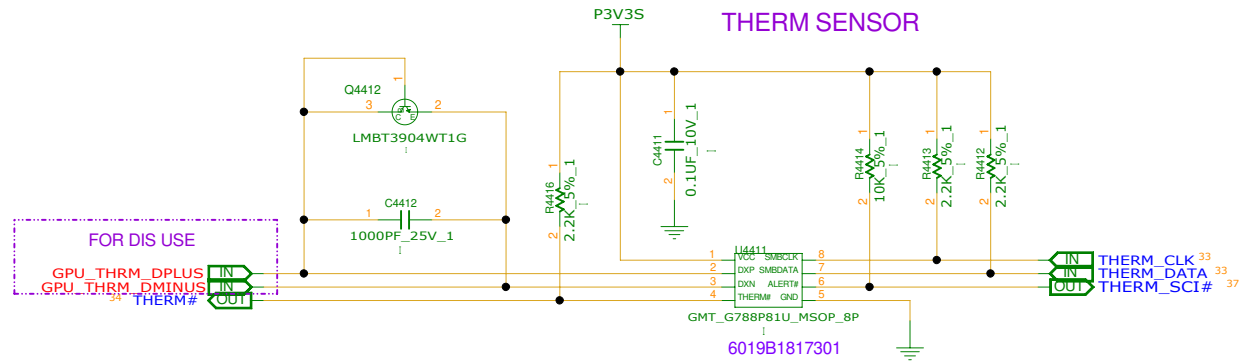 P3V3S
THERM SENSOR
Q4412
1
3
2
C
E
LMBT3904WT1G
C4412
1
2
1000PF_25V_1
R4416
2.2K_5%_1
1
2
C4411
0.1UF_10V_1
1
2
R4414
10K_5%_1
1
2
R4413
2.2K_5%_1
1
2
R4412
2.2K_5%_1
1
2
FOR DIS USE
GPU_THRM_DPLUS IN
GPU_THRM_DMINUS IN
34 THERM# OUT
U4411
1 VCC SMBCLK 8
2 DXP SMBDATA 7
3 DXN ALERT# 6
4 THERM# GND 5
GMT_G788P81U_MSOP_8P
6019B1817301
IN THERM_CLK 33
IN THERM_DATA 33
OUT THERM_SCI# 37